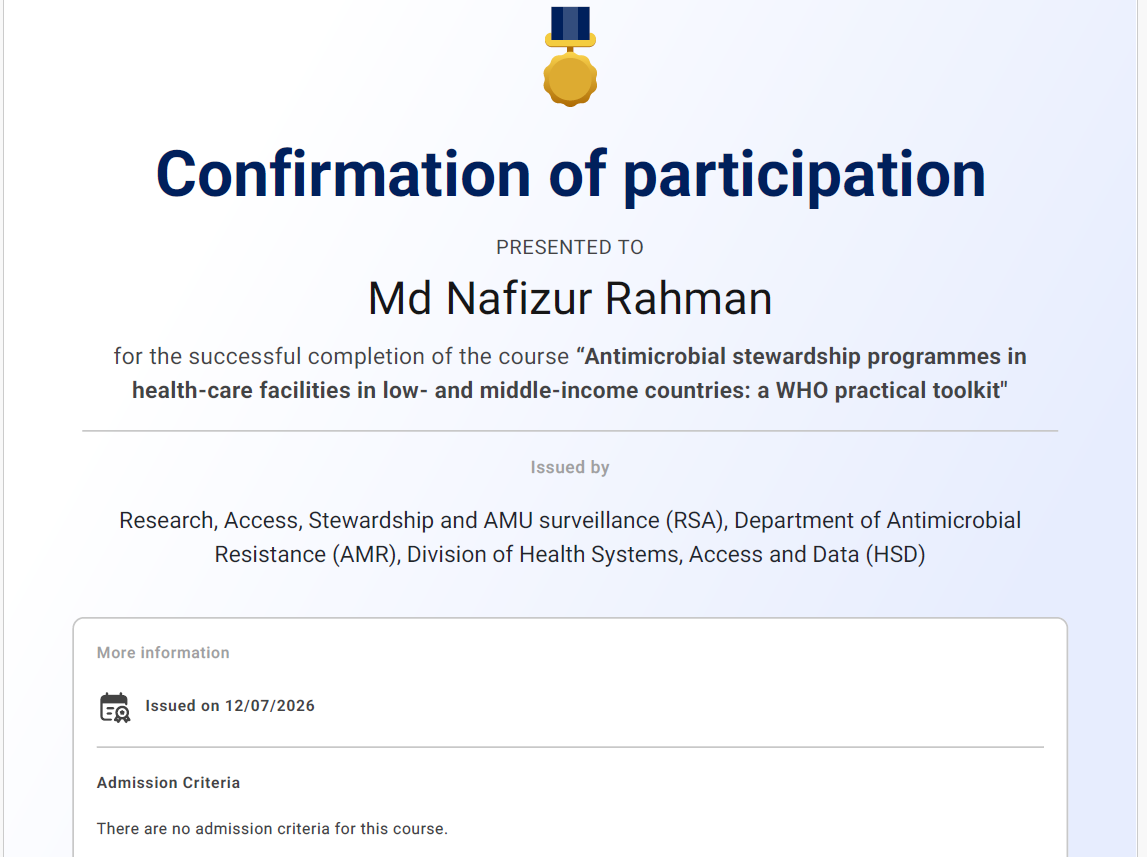 Confirmation of participation
PRESENTED TO
Md Nafizur Rahman
for the successful completion of the course “Antimicrobial stewardship programmes in
health-care facilities in low- and middle-income countries: a WHO practical toolkit"
Issued by
Research, Access, Stewardship and AMU surveillance (RSA), Department of Antimicrobial
Resistance (AMR), Division of Health Systems, Access and Data (HSD)
More information
Issued on 12/07/2026
Admission Criteria
There are no admission criteria for this course.